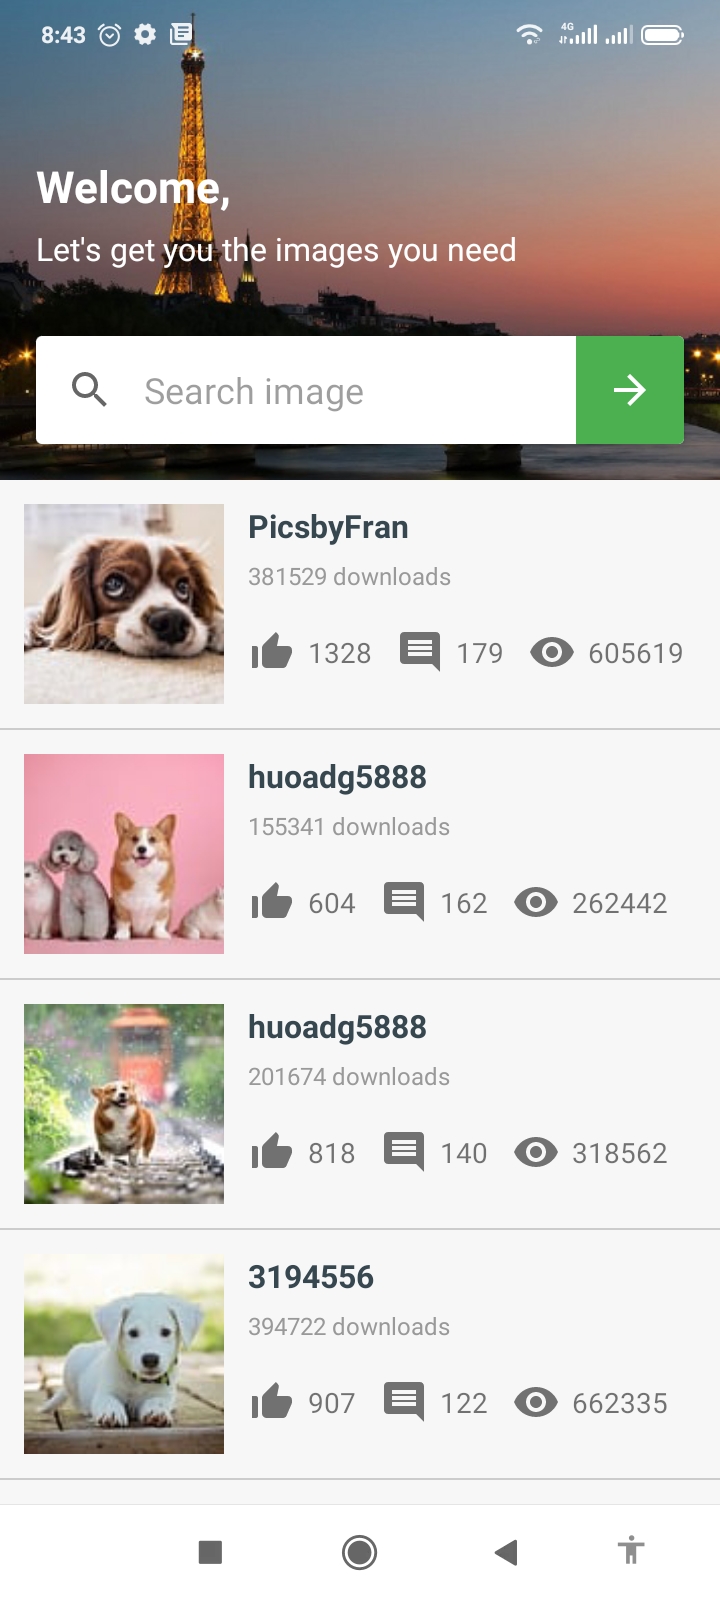 8:43
4G
Welcome,
Let's get you the images you need
Search image
PicsbyFran
381529 downloads
1328 179 605619
huoadg5888
155341 downloads
604 162 262442
huoadg5888
201674 downloads
818 140 318562
3194556
394722 downloads
907 122 662335